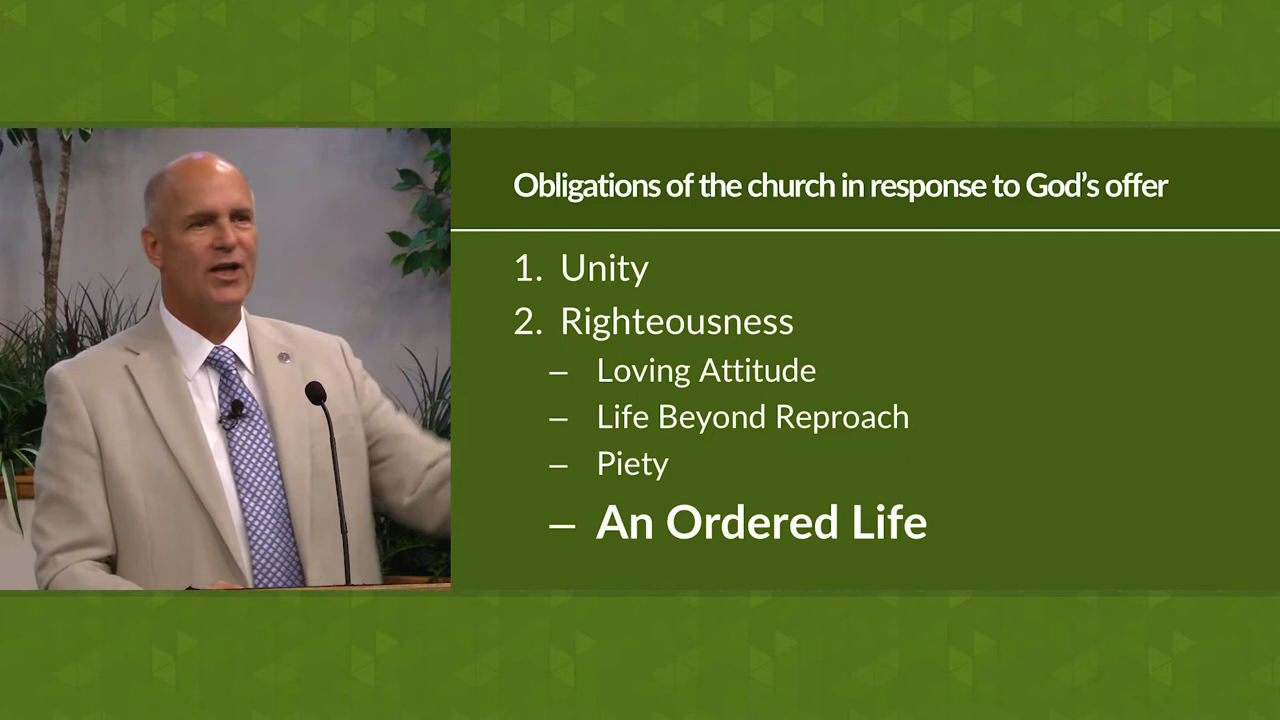 Obligations of the church in response to God’s offer
1. Unity
2. Righteousness
– Loving Attitude
– Life Beyond Reproach
– Piety
– An Ordered Life